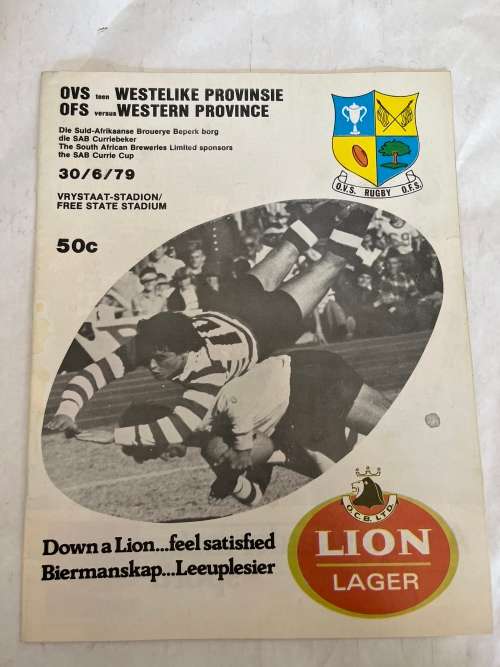 OVS teen WESTELIKE PROVINSIE
OFS versus WESTERN PROVINCE
Die Suid-Afrikaanse Brouerye Beperk borg
die SAB Curriebeker
The South African Breweries Limited sponsors
the SAB Currie Cup
30/6/79
VRYSTAAT-STADION/
FREE STATE STADIUM
50c
O.V.S. RUGBY O.F.S.
Down a Lion...feel satisfied
Biermanskap...Leeuplesier
O.C.B. LTD.
LION
LAGER